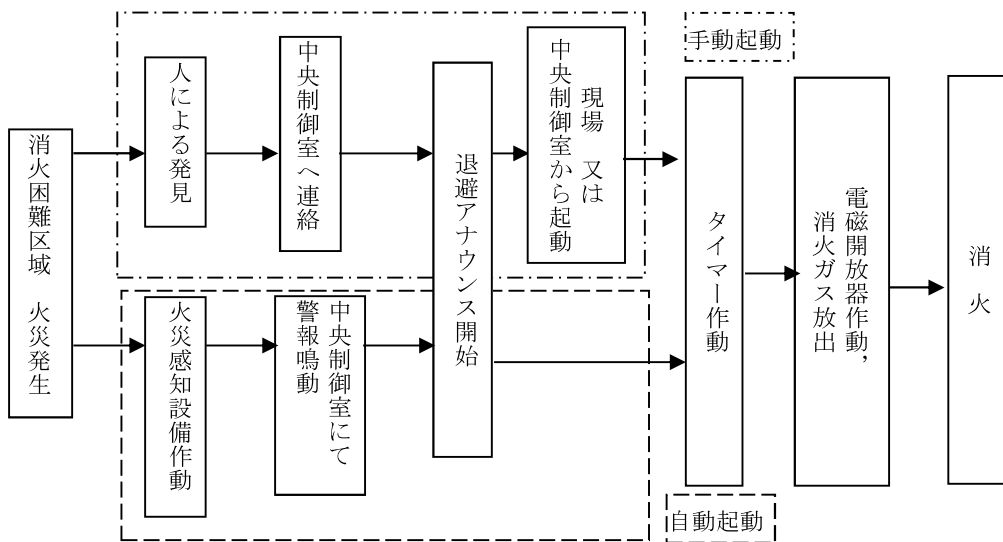 消火困難区域　火災発生
人による発見
中央制御室へ連絡
退避アナウンス開始
現場　又は
中央制御室から起動
手動起動
火災感知設備作動
中央制御室にて
警報鳴動
自動起動
タイマー作動
電磁開放器作動，
消火ガス放出
消　火